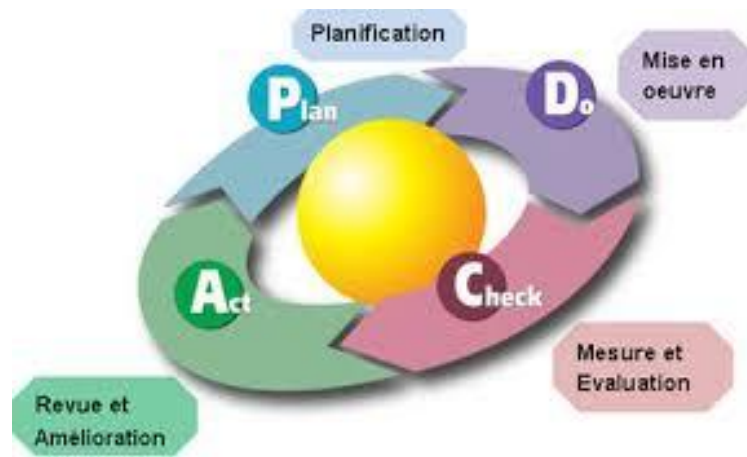 Planification
Plan
Do
Mise en
oeuvre
Act
Check
Mesure et
Evaluation
Revue et
Amélioration